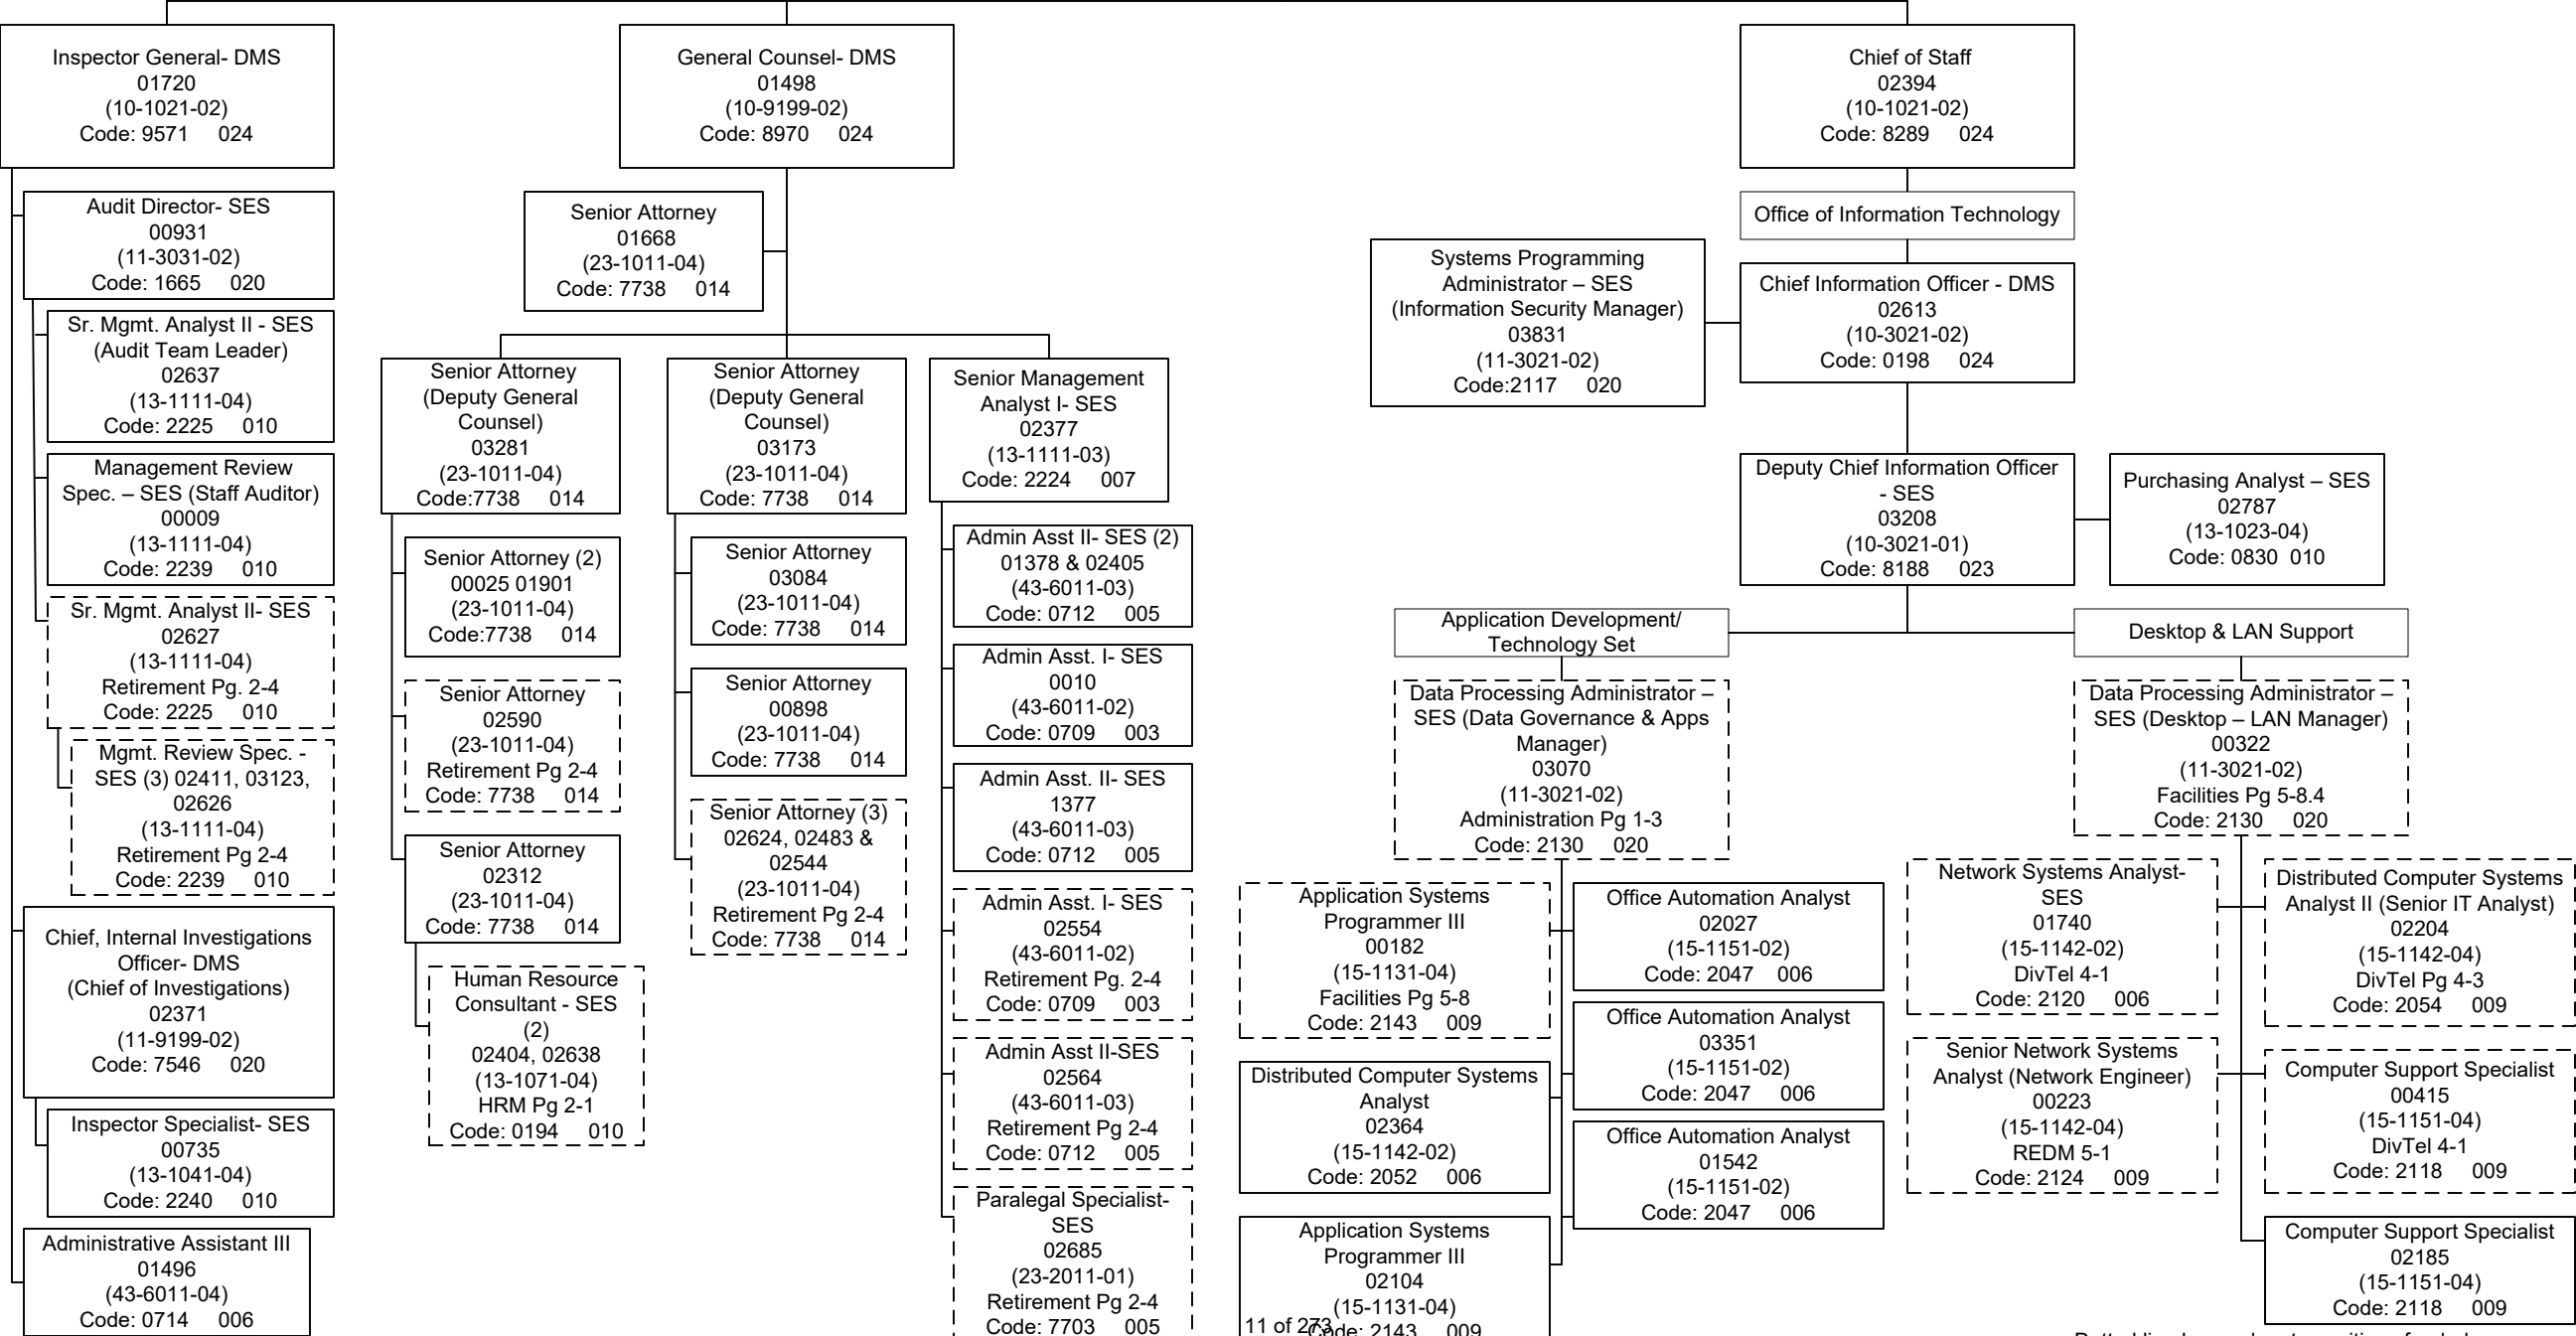 Inspector General- DMS
01720
(10-1021-02)
Code: 9571 024
General Counsel- DMS
01498
(10-9199-02)
Code: 8970 024
Chief of Staff
02394
(10-1021-02)
Code: 8289 024
Audit Director- SES
00931
(11-3031-02)
Code: 1665 020
Sr. Mgmt. Analyst II - SES
(Audit Team Leader)
02637
(13-1111-04)
Code: 2225 010
Management Review
Spec. – SES (Staff Auditor)
00009
(13-1111-04)
Code: 2239 010
Sr. Mgmt. Analyst II- SES
02627
(13-1111-04)
Retirement Pg. 2-4
Code: 2225 010
Mgmt. Review Spec. -
SES (3) 02411, 03123,
02626
(13-1111-04)
Retirement Pg 2-4
Code: 2239 010
Chief, Internal Investigations
Officer- DMS
(Chief of Investigations)
02371
(11-9199-02)
Code: 7546 020
Inspector Specialist- SES
00735
(13-1041-04)
Code: 2240 010
Administrative Assistant III
01496
(43-6011-04)
Code: 0714 006
Senior Attorney
01668
(23-1011-04)
Code: 7738 014
Senior Attorney
(Deputy General
Counsel)
03281
(23-1011-04)
Code:7738 014
Senior Attorney (2)
00025 01901
(23-1011-04)
Code:7738 014
Senior Attorney
02590
(23-1011-04)
Retirement Pg 2-4
Code: 7738 014
Senior Attorney
02312
(23-1011-04)
Code: 7738 014
Human Resource
Consultant - SES
(2)
02404, 02638
(13-1071-04)
HRM Pg 2-1
Code: 0194 010
Senior Attorney
(Deputy General
Counsel)
03173
(23-1011-04)
Code: 7738 014
Senior Attorney
03084
(23-1011-04)
Code: 7738 014
Senior Attorney
00898
(23-1011-04)
Code: 7738 014
Senior Attorney (3)
02624, 02483 &
02544
(23-1011-04)
Retirement Pg 2-4
Code: 7738 014
Senior Management
Analyst I- SES
02377
(13-1111-03)
Code: 2224 007
Admin Asst II- SES (2)
01378 & 02405
(43-6011-03)
Code: 0712 005
Admin Asst. I- SES
0010
(43-6011-02)
Code: 0709 003
Admin Asst. II- SES
1377
(43-6011-03)
Code: 0712 005
Admin Asst. I- SES
02554
(43-6011-02)
Retirement Pg. 2-4
Code: 0709 003
Admin Asst II-SES
02564
(43-6011-03)
Retirement Pg 2-4
Code: 0712 005
Paralegal Specialist-
SES
02685
(23-2011-01)
Retirement Pg 2-4
Code: 7703 005
Office of Information Technology
Systems Programming
Administrator – SES
(Information Security Manager)
03831
(11-3021-02)
Code:2117 020
Chief Information Officer - DMS
02613
(10-3021-02)
Code: 0198 024
Deputy Chief Information Officer
- SES
03208
(10-3021-01)
Code: 8188 023
Purchasing Analyst – SES
02787
(13-1023-04)
Code: 0830 010
Application Development/
Technology Set
Data Processing Administrator –
SES (Data Governance & Apps
Manager)
03070
(11-3021-02)
Administration Pg 1-3
Code: 2130 020
Application Systems
Programmer III
00182
(15-1131-04)
Facilities Pg 5-8
Code: 2143 009
Distributed Computer Systems
Analyst
02364
(15-1142-02)
Code: 2052 006
Application Systems
Programmer III
02104
(15-1131-04)
Code: 2143 009
Office Automation Analyst
02027
(15-1151-02)
Code: 2047 006
Office Automation Analyst
03351
(15-1151-02)
Code: 2047 006
Office Automation Analyst
01542
(15-1151-02)
Code: 2047 006
Desktop & LAN Support
Data Processing Administrator –
SES (Desktop – LAN Manager)
00322
(11-3021-02)
Facilities Pg 5-8.4
Code: 2130 020
Network Systems Analyst-
SES
01740
(15-1142-02)
DivTel 4-1
Code: 2120 006
Senior Network Systems
Analyst (Network Engineer)
00223
(15-1142-04)
REDM 5-1
Code: 2124 009
Distributed Computer Systems
Analyst II (Senior IT Analyst)
02204
(15-1142-04)
DivTel Pg 4-3
Code: 2054 009
Computer Support Specialist
00415
(15-1151-04)
DivTel 4-1
Code: 2118 009
Computer Support Specialist
02185
(15-1151-04)
Code: 2118 009
11 of 273